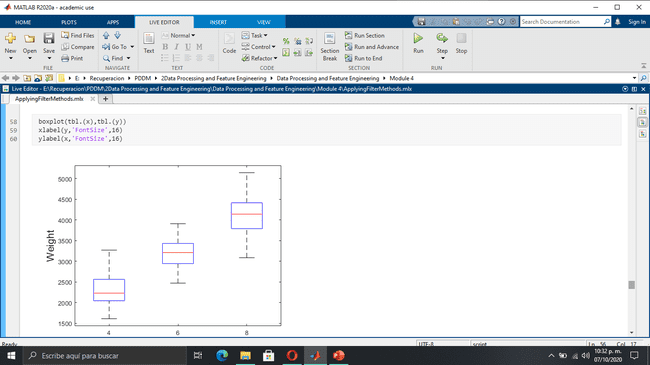 MATLAB R2020a - academic use
HOME PLOTS APPS LIVE EDITOR INSERT VIEW Search Documentation Sign In
New Open Save Find Files Compare Print Go To Find Text Normal B I U M Code Task Control Refactor Section Break Run Section Run and Advance Run to End Run Step Stop
FILE NAVIGATE TEXT CODE SECTION RUN
E: Recuperacion PDDM 2Data Processing and Feature Engineering Data Processing and Feature Engineering Module 4
Live Editor - E:\Recuperacion\PDDM\2Data Processing and Feature Engineering\Data Processing and Feature Engineering\Module 4\ApplyingFilterMethods.mlx
ApplyingFilterMethods.mlx
58 boxplot(tbl.(x),tbl.(y))
59 xlabel(y,'FontSize',16)
60 ylabel(x,'FontSize',16)
5000
4500
4000
3500
3000
2500
2000
1500
Weight
4 6 8
Ready UTF-8 script Ln 56 Col 17
Escribe aquí para buscar
10:32 p. m.
07/10/2020